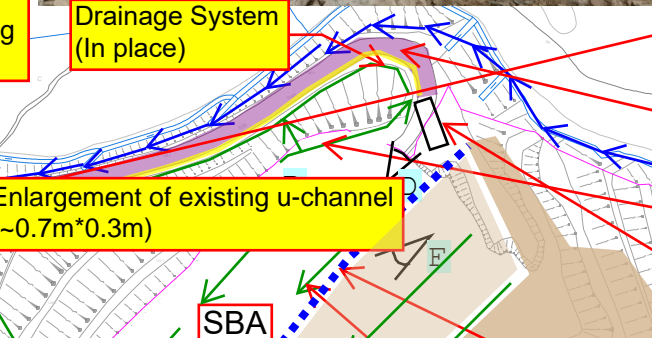 g
Drainage System
(In place)
Enlargement of existing u-channel
~0.7m*0.3m)
F
SBA